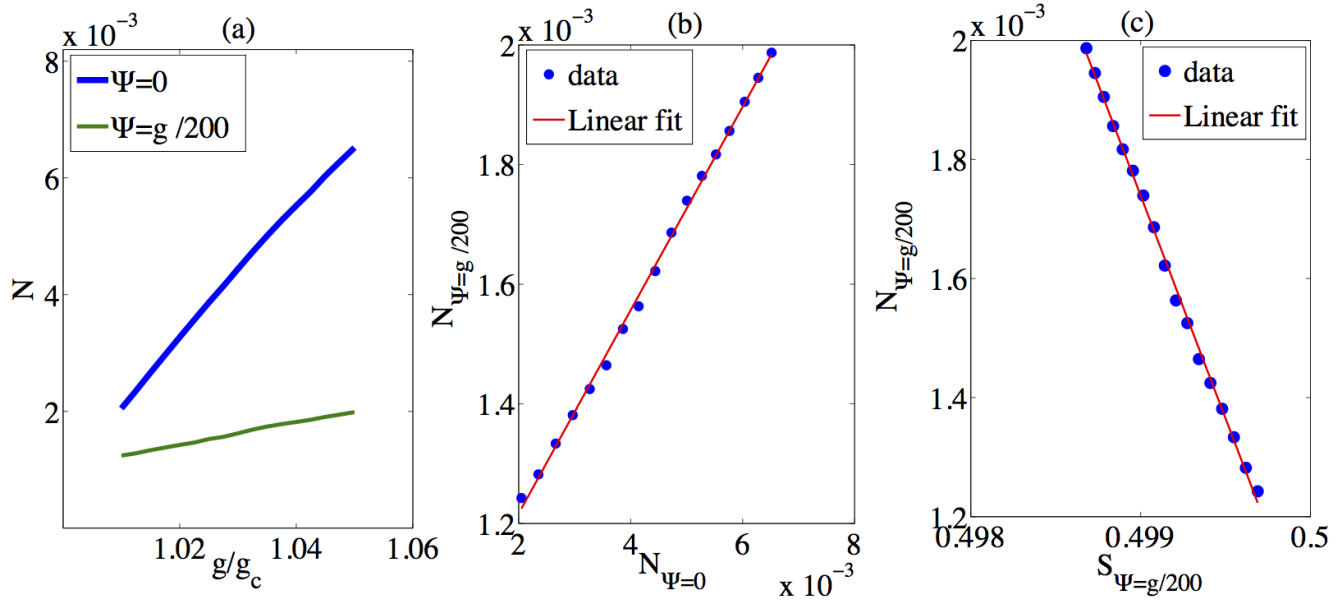 x 10⁻³
(a)
8
6
4
2
N
Ψ=0
Ψ=g /200
1.02
1.04
1.06
g/g_c
x 10⁻³
(b)
2
1.8
1.6
1.4
1.2
N_Ψ=g /200
data
Linear fit
2
4
6
8
N_Ψ=0
x 10⁻³
x 10⁻³
(c)
2
1.8
1.6
1.4
1.2
N_Ψ=g/200
data
Linear fit
0.498
0.499
0.5
S_Ψ=g/200